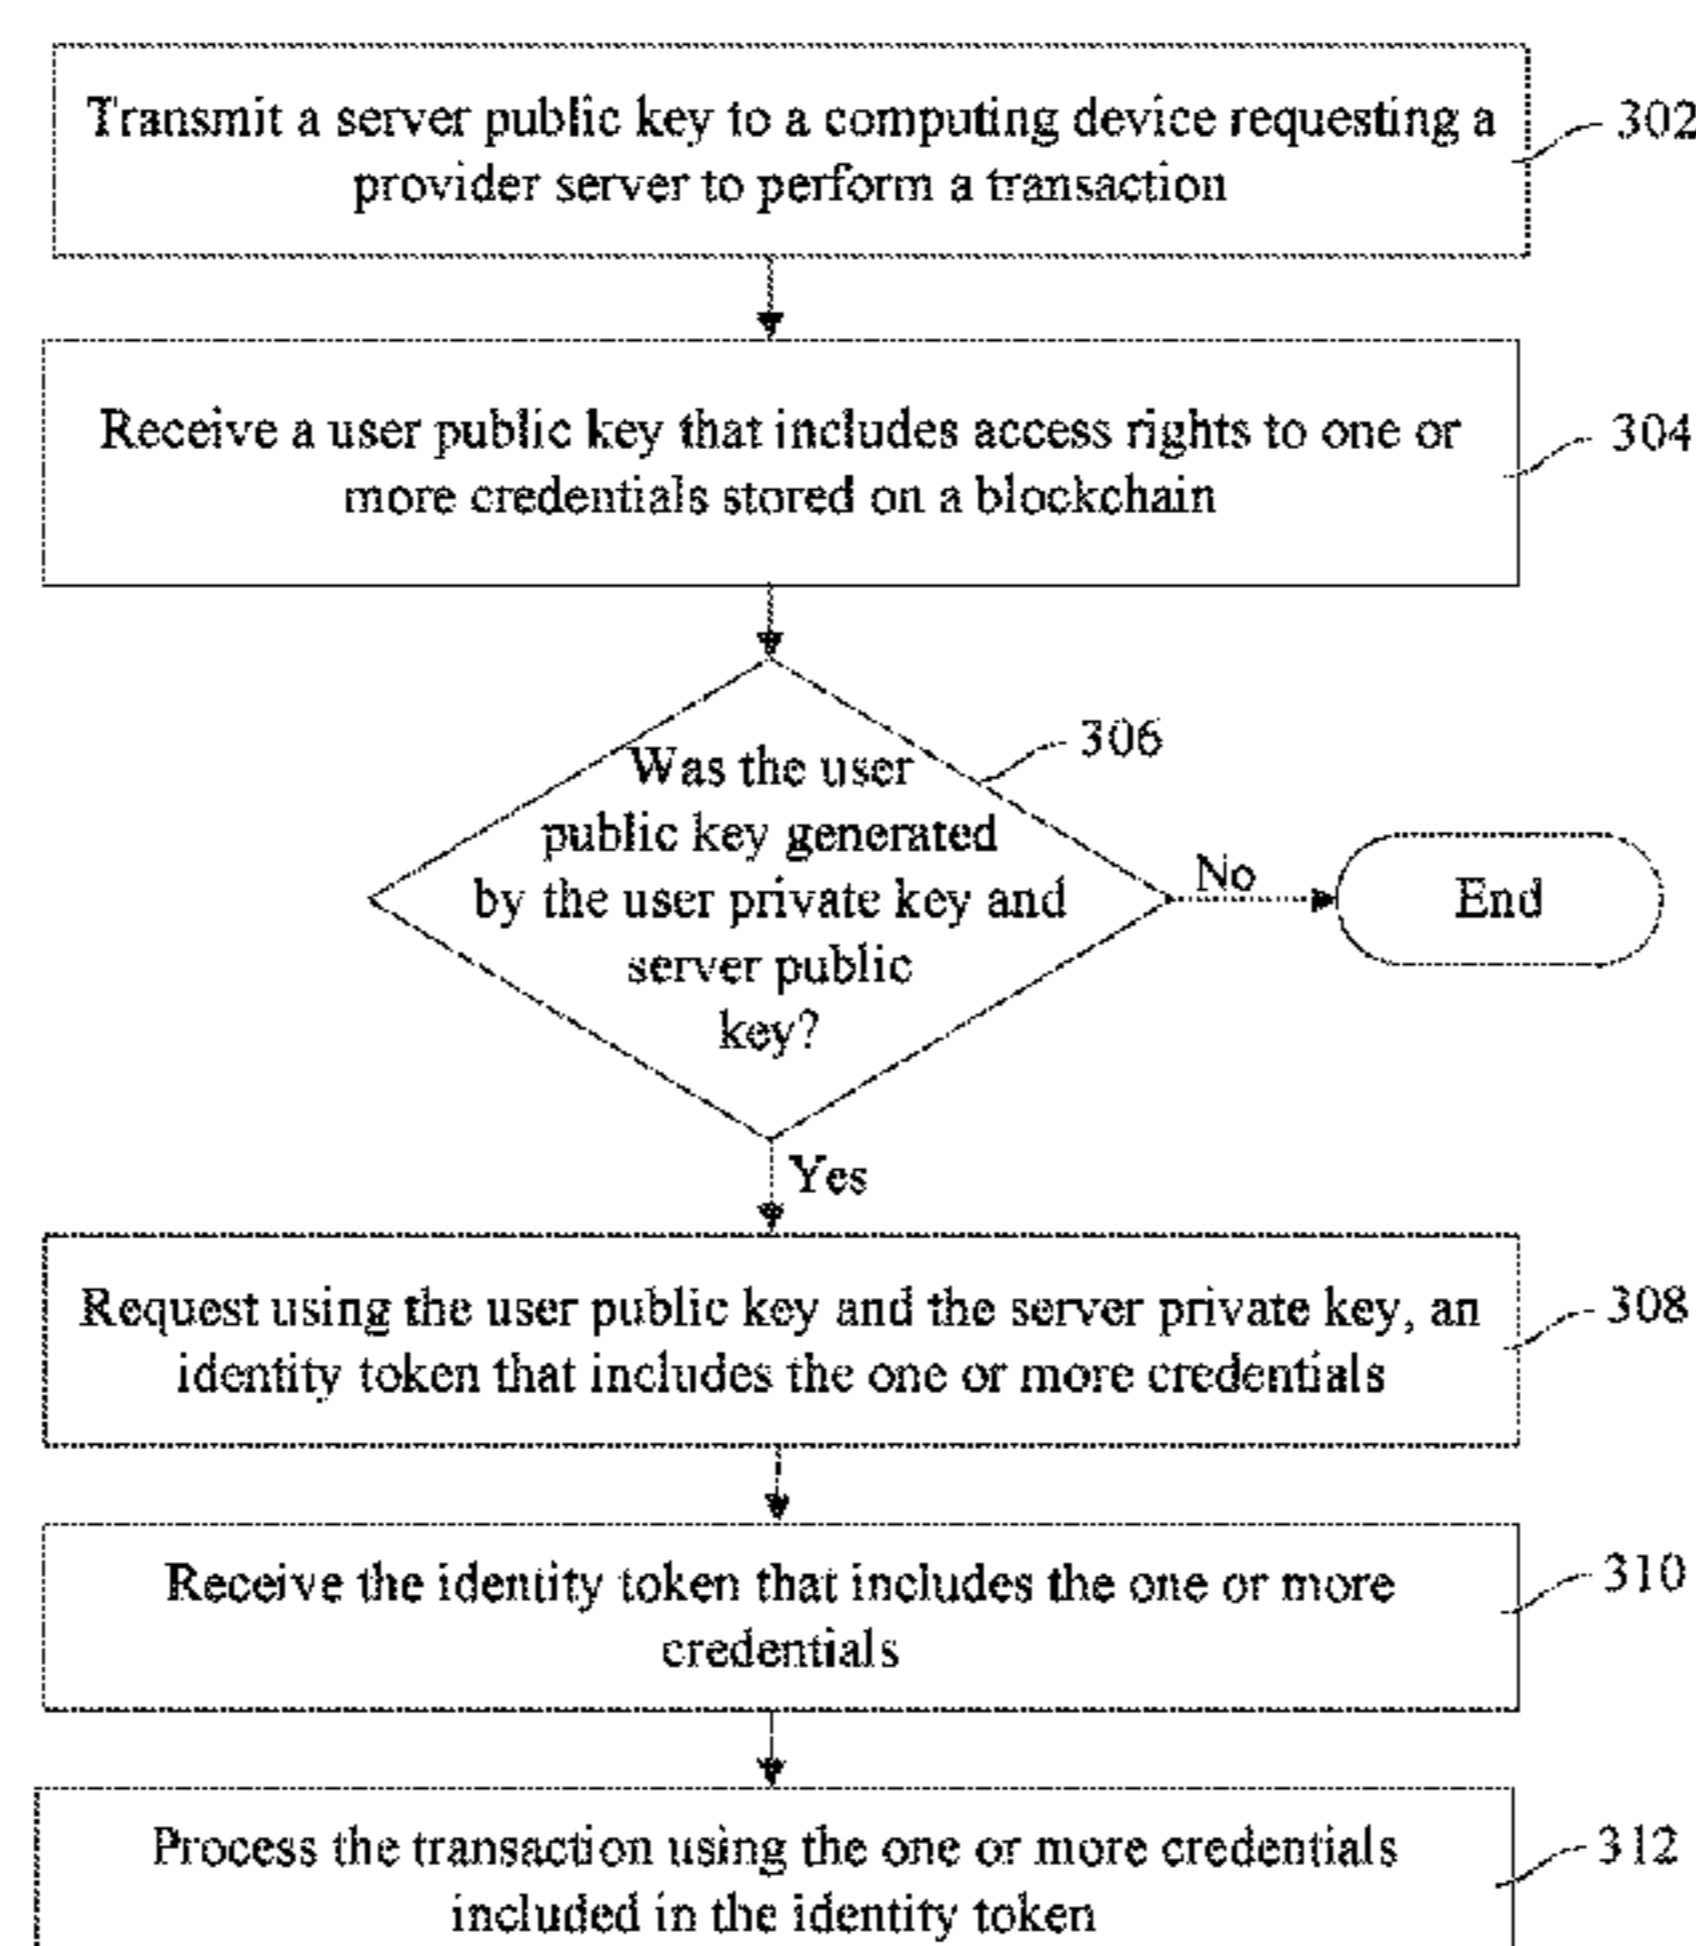 Transmit a server public key to a computing device requesting a
provider server to perform a transaction
302
Receive a user public key that includes access rights to one or
more credentials stored on a blockchain
304
Was the user
public key generated
by the user private key and
server public
key?
306
No
End
Yes
Request using the user public key and the server private key, an
identity token that includes the one or more credentials
308
Receive the identity token that includes the one or more
credentials
310
Process the transaction using the one or more credentials
included in the identity token
312